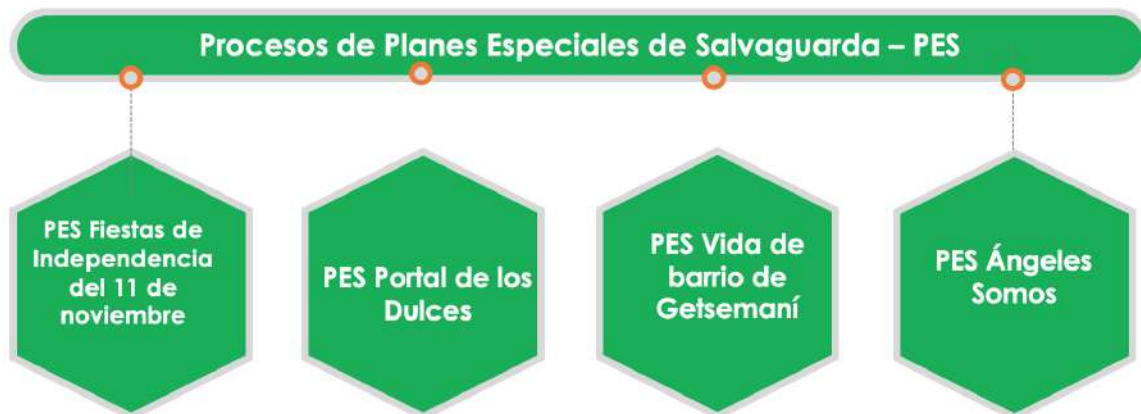 Procesos de Planes Especiales de Salvaguarda – PES
PES Fiestas de
Independencia
del 11 de
noviembre
PES Portal de los
Dulces
PES Vida de
barrio de
Getsemaní
PES Ángeles
Somos